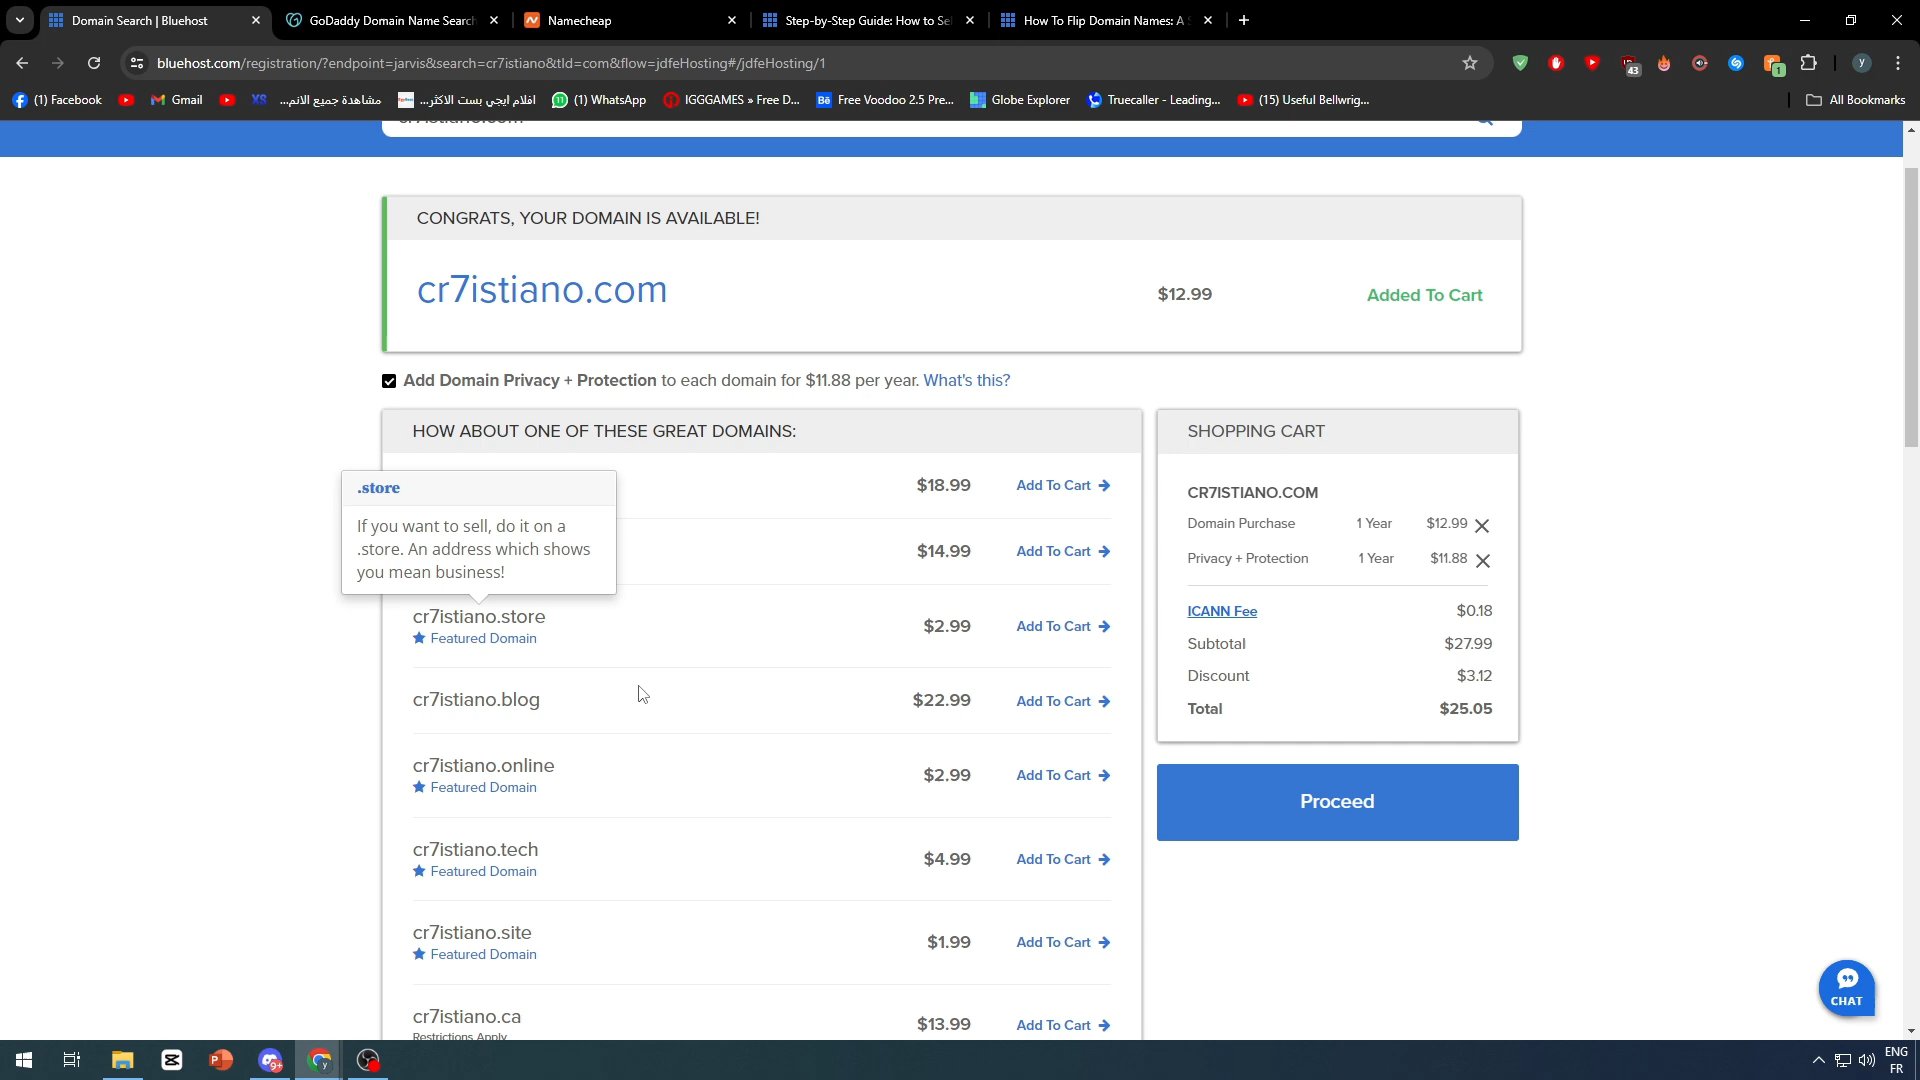 Domain Search | Bluehost
GoDaddy Domain Name Search
Namecheap
Step-by-Step Guide: How to Se
How To Flip Domain Names: A S
bluehost.com/registration/?endpoint=jarvis&search=cr7istiano&tld=com&flow=jdfeHosting#/jdfeHosting/1
43
1
y
(1) Facebook
Gmail
XS
مشاهدة جميع الانم...
افلام ايجي بست الاكثر...
(1) WhatsApp
IGGGAMES » Free D...
Bē Free Voodoo 2.5 Pre...
Globe Explorer
Truecaller - Leading...
(15) Useful Bellwrig...
All Bookmarks
CONGRATS, YOUR DOMAIN IS AVAILABLE!
cr7istiano.com
$12.99
Added To Cart
Add Domain Privacy + Protection to each domain for $11.88 per year. What's this?
HOW ABOUT ONE OF THESE GREAT DOMAINS:
$18.99 Add To Cart
.store
If you want to sell, do it on a
.store. An address which shows
you mean business!
$14.99 Add To Cart
cr7istiano.store
Featured Domain
$2.99 Add To Cart
cr7istiano.blog
$22.99 Add To Cart
cr7istiano.online
Featured Domain
$2.99 Add To Cart
cr7istiano.tech
Featured Domain
$4.99 Add To Cart
cr7istiano.site
Featured Domain
$1.99 Add To Cart
cr7istiano.ca
Restrictions Apply
$13.99 Add To Cart
SHOPPING CART
CR7ISTIANO.COM
Domain Purchase 1 Year $12.99
Privacy + Protection 1 Year $11.88
ICANN Fee $0.18
Subtotal $27.99
Discount $3.12
Total $25.05
Proceed
CHAT
9+
y
ENG
FR